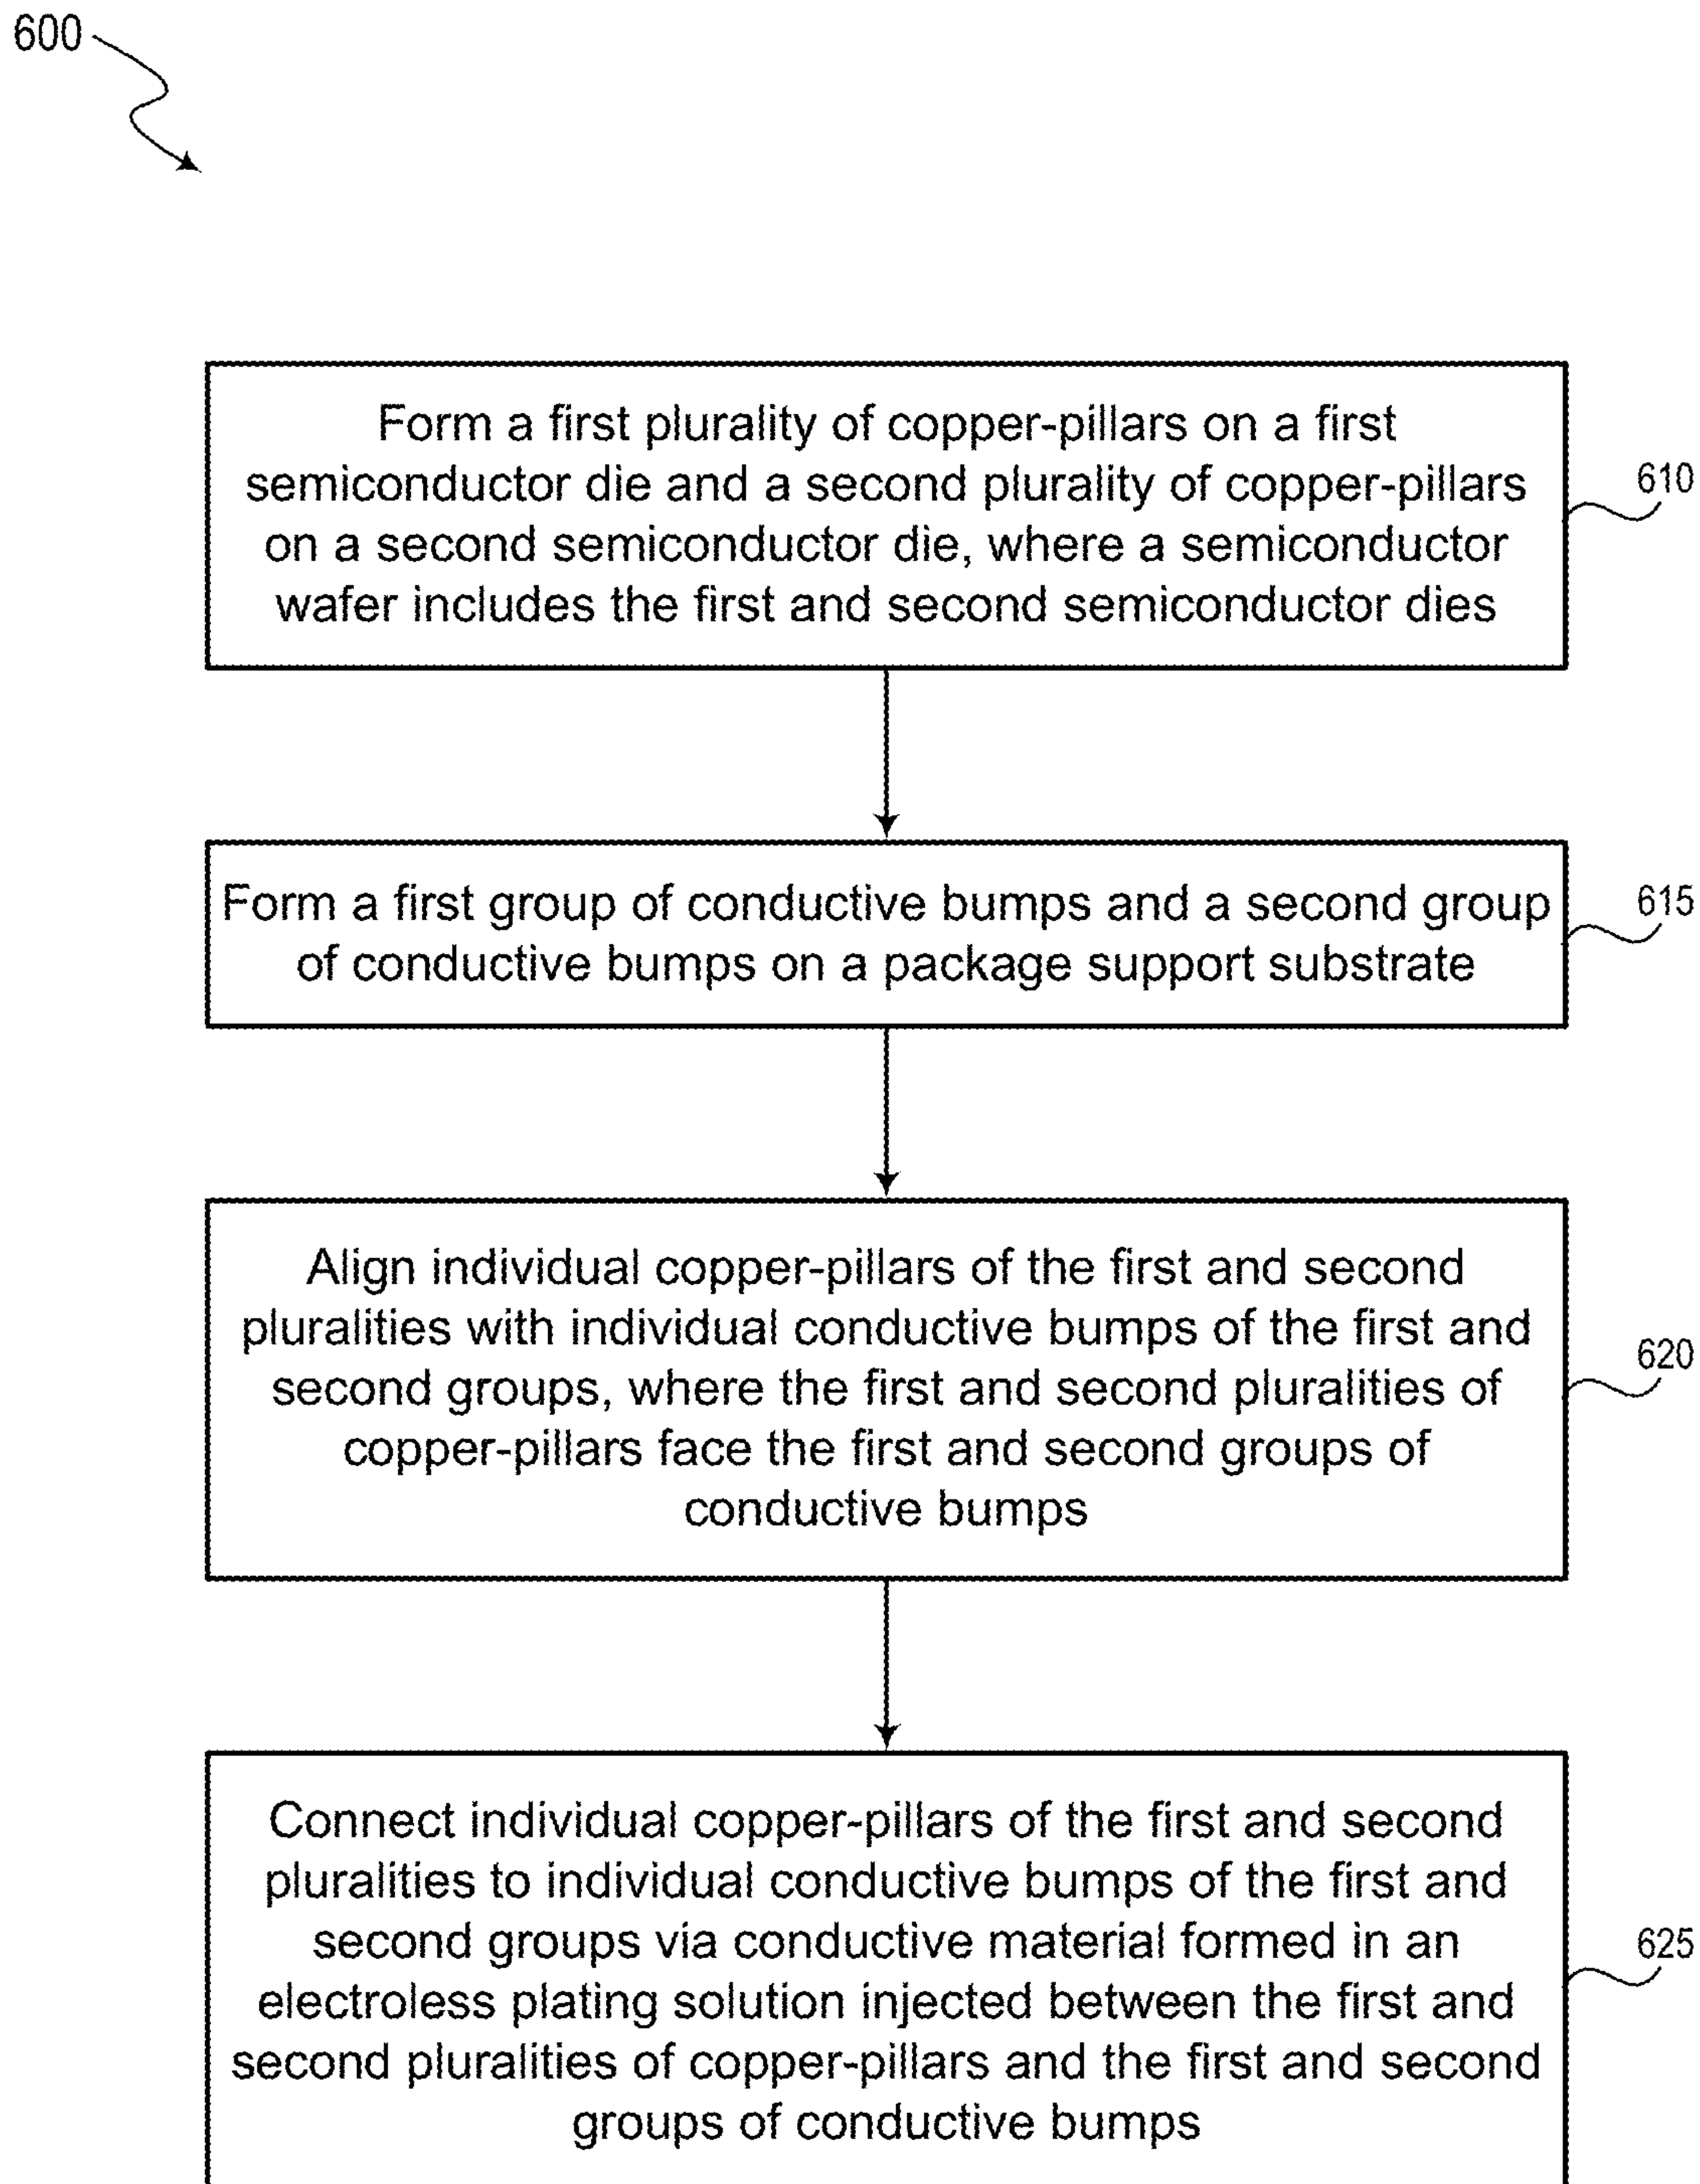 600
Form a first plurality of copper-pillars on a first
semiconductor die and a second plurality of copper-pillars
on a second semiconductor die, where a semiconductor
wafer includes the first and second semiconductor dies
610
Form a first group of conductive bumps and a second group
of conductive bumps on a package support substrate
615
Align individual copper-pillars of the first and second
pluralities with individual conductive bumps of the first and
second groups, where the first and second pluralities of
copper-pillars face the first and second groups of
conductive bumps
620
Connect individual copper-pillars of the first and second
pluralities to individual conductive bumps of the first and
second groups via conductive material formed in an
electroless plating solution injected between the first and
second pluralities of copper-pillars and the first and second
groups of conductive bumps
625